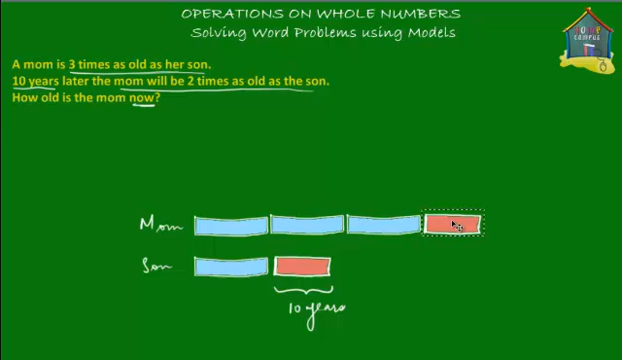 OPERATIONS ON WHOLE NUMBERS
Solving Word Problems using Models
HOME
CAMPUS
A mom is 3 times as old as her son.
10 years later the mom will be 2 times as old as the son.
How old is the mom now?
Mom
Son
10 years